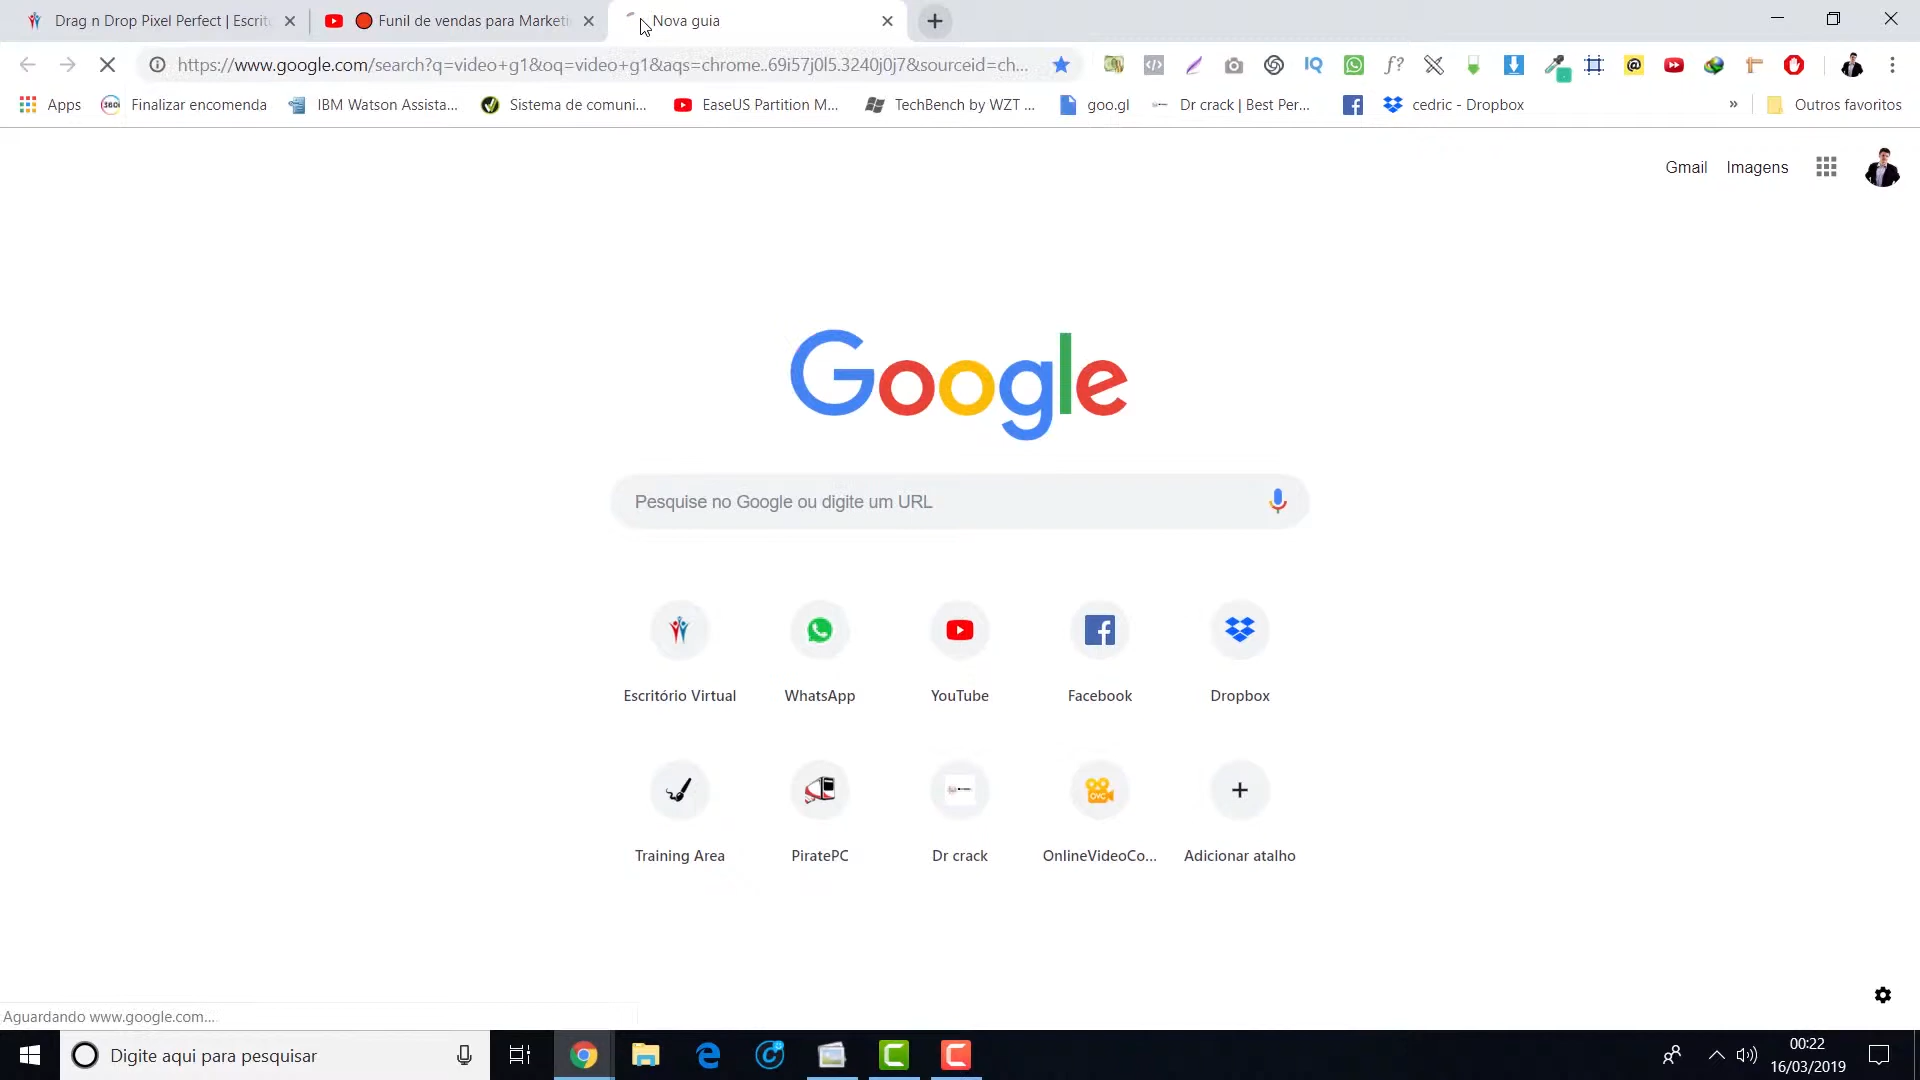 Drag n Drop Pixel Perfect | Escrit
Funil de vendas para Marketi
Nova guia
https://www.google.com/search?q=video+g1&oq=video+g1&aqs=chrome..69i57j0l5.3240j0j7&sourceid=ch...
IQ
f?
Apps
Finalizar encomenda
IBM Watson Assista...
Sistema de comuni...
EaseUS Partition M...
TechBench by WZT ...
goo.gl
Dr crack | Best Per...
cedric - Dropbox
»
Outros favoritos
Gmail
Imagens
Google
Pesquise no Google ou digite um URL
Escritório Virtual
WhatsApp
YouTube
Facebook
Dropbox
Training Area
PiratePC
Dr crack
OnlineVideoCo...
Adicionar atalho
Aguardando www.google.com...
Digite aqui para pesquisar
00:22
16/03/2019